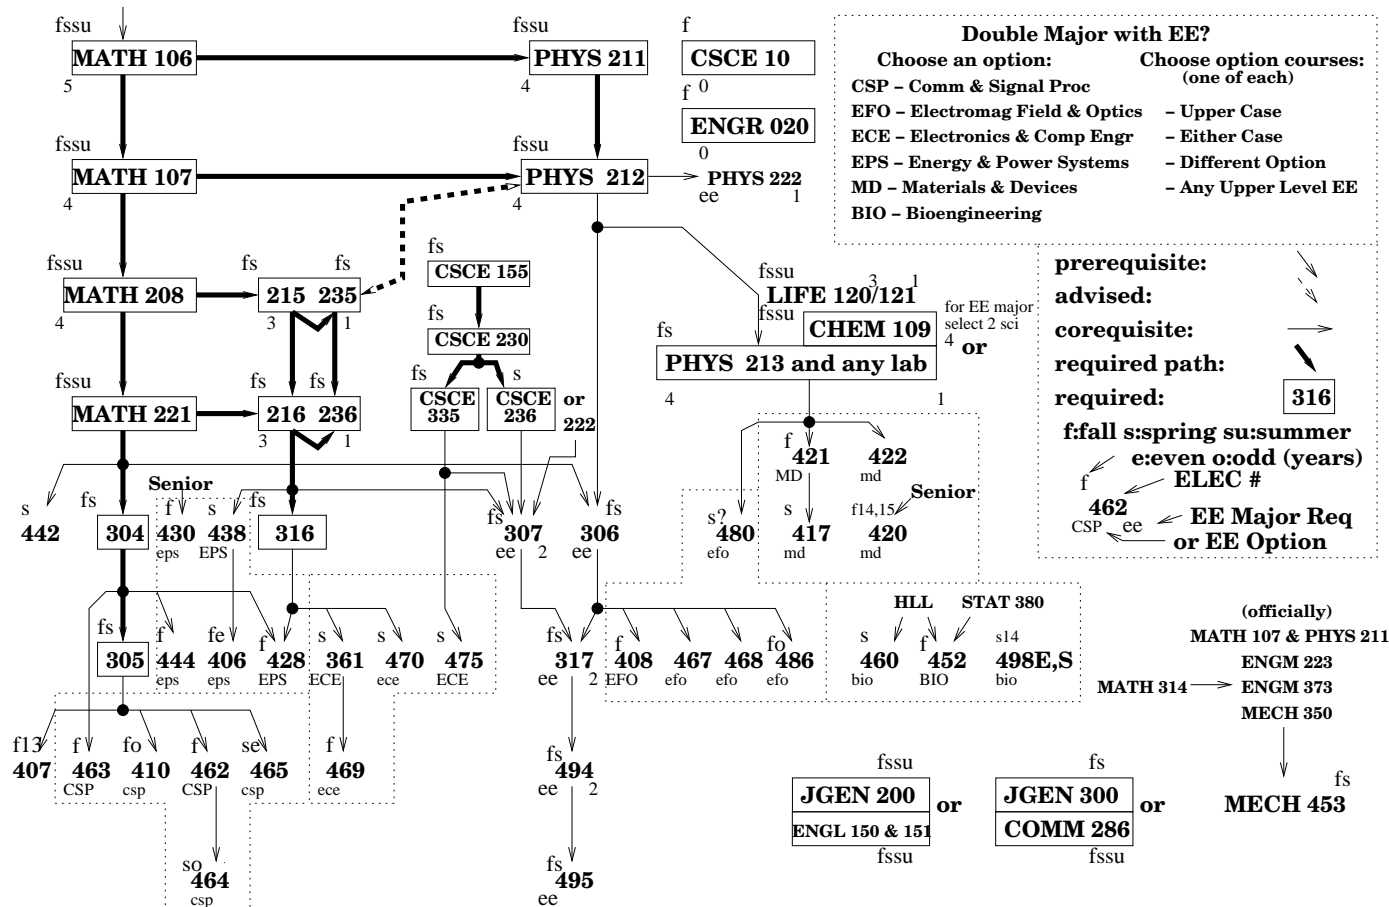 fssu
MATH 106
5
fssu
PHYS 211
4
f
CSCE 10
0
f
ENGR 020
0
Double Major with EE?
Choose an option:
Choose option courses:
(one of each)
CSP – Comm & Signal Proc
EFO – Electromag Field & Optics
– Upper Case
ECE – Electronics & Comp Engr
– Either Case
EPS – Energy & Power Systems
– Different Option
MD – Materials & Devices
– Any Upper Level EE
BIO – Bioengineering
fssu
MATH 107
4
fssu
PHYS 212
4
PHYS 222
ee 1
fssu
MATH 208
4
fs fs
215 235
3 1
fs
CSCE 155
fs
CSCE 230
fssu
3 1
LIFE 120/121
fssu
CHEM 109
for EE major
select 2 sci
4 or
fs
PHYS 213 and any lab
4 1
prerequisite:
advised:
corequisite:
required path:
required:
316
f:fall s:spring su:summer
e:even o:odd (years)
ELEC #
f
462
CSP ee
EE Major Req
or EE Option
fssu
MATH 221
fs fs
216 236
3 1
fs
CSCE
335
s
CSCE
236
or
222
f
421
MD
422
md
s
442
fs
304
Senior
f
430
eps
s
438
EPS
fs
316
fs
307
ee 2
fs
306
ee
s?
480
efo
s
417
md
Senior
f14,15
420
md
fs
305
f
444
eps
fe
406
eps
f
428
EPS
s
361
ECE
s
470
ece
s
475
ECE
fs
317
ee 2
f
408
EFO
467
efo
468
efo
fo
486
efo
HLL STAT 380
s
460
bio
f
452
BIO
s14
498E,S
bio
(officially)
MATH 107 & PHYS 211
ENGM 223
MATH 314
ENGM 373
MECH 350
fs
MECH 453
f13
407
f
463
CSP
fo
410
csp
f
462
CSP
se
465
csp
f
469
ece
fs
494
ee 2
fssu
JGEN 200
ENGL 150 & 151
fssu
or
fs
JGEN 300
COMM 286
fssu
or
so
464
csp
fs
495
ee